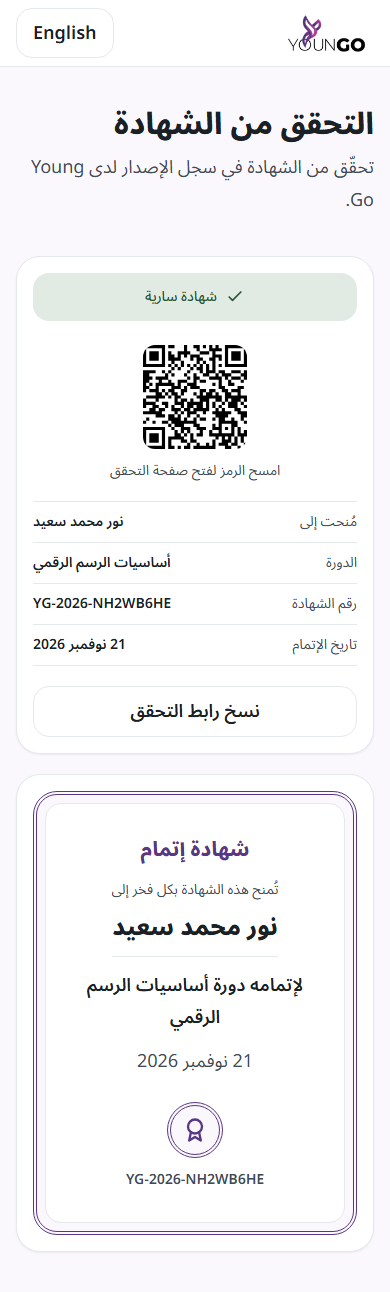 English
YOUNGO
التحقق من الشهادة
تحقّق من الشهادة في سجل الإصدار لدى Young
Go.
شهادة سارية
امسح الرمز لفتح صفحة التحقق
مُنحت إلى نور محمد سعيد
الدورة أساسيات الرسم الرقمي
رقم الشهادة YG-2026-NH2WB6HE
تاريخ الإتمام 21 نوفمبر 2026
نسخ رابط التحقق
شهادة إتمام
تُمنح هذه الشهادة بكل فخر إلى
نور محمد سعيد
لإتمامه دورة أساسيات الرسم
الرقمي
21 نوفمبر 2026
YG-2026-NH2WB6HE